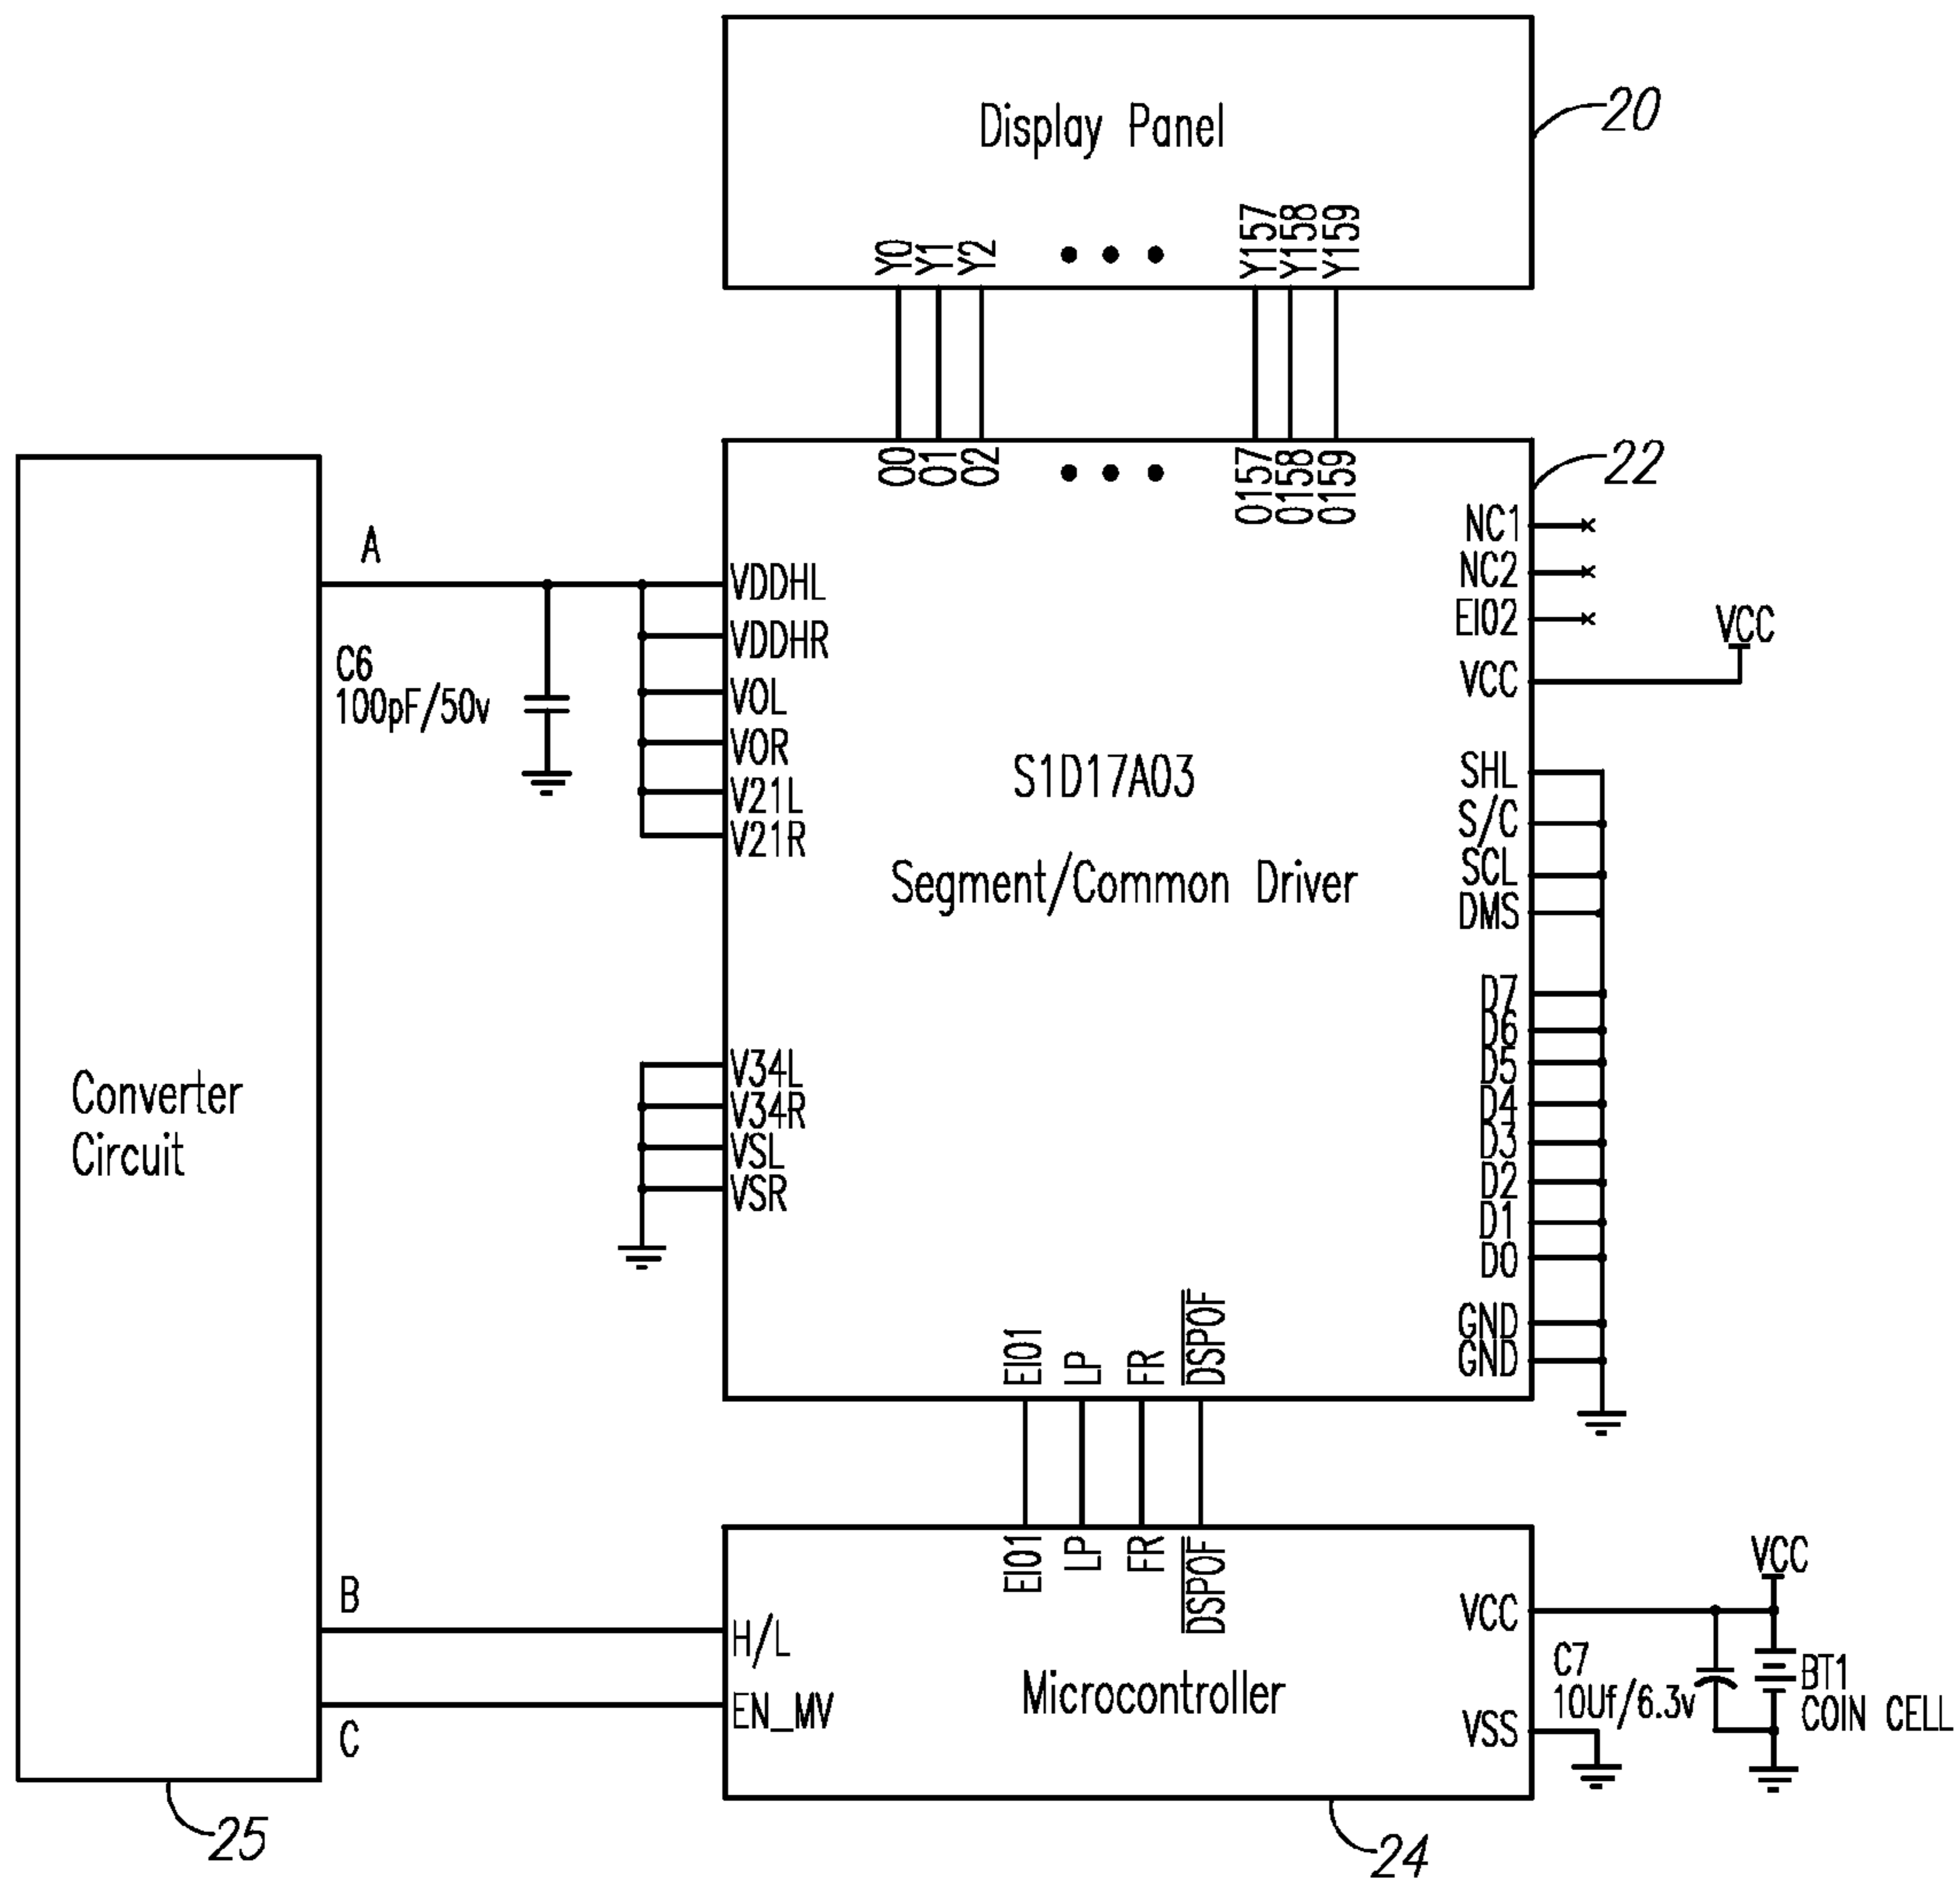 Display Panel
20
Y0
Y1
Y2
Y157
Y158
Y159
O0
O1
O2
O157
O158
O159
22
A
C6
100pF/50v
VDDHL
VDDHR
VOL
VOR
V21L
V21R
NC1
NC2
EIO2
VCC
VCC
S1D17A03
Segment/Common Driver
SHL
S/C
SCL
DMS
D7
D6
D5
D4
D3
D2
D1
D0
GND
GND
V34L
V34R
VSL
VSR
Converter
Circuit
EIO1
LP
FR
DSPOF
EIO1
LP
FR
DSPOF
B
H/L
C
EN_MV
Microcontroller
VCC
VSS
VCC
C7
10Uf/6.3v
BT1
COIN CELL
25
24